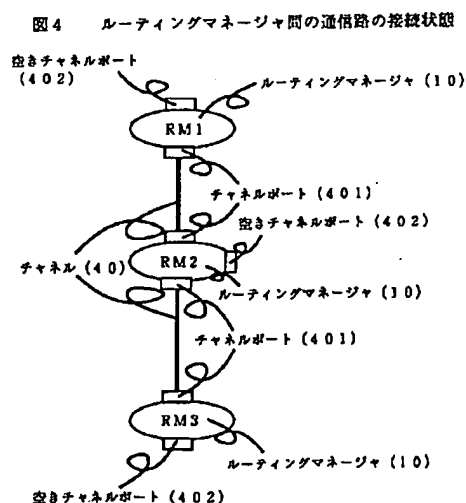 図4 ルーティングマネージャ間の通信路の接続状態
空きチャネルポート
(402)
ルーティングマネージャ(10)
RM1
チャネルポート(401)
空きチャネルポート
(402)
チャネル(40)
RM2
ルーティングマネージャ(10)
チャネルポート(401)
RM3
ルーティングマネージャ(10)
空きチャネルポート(402)